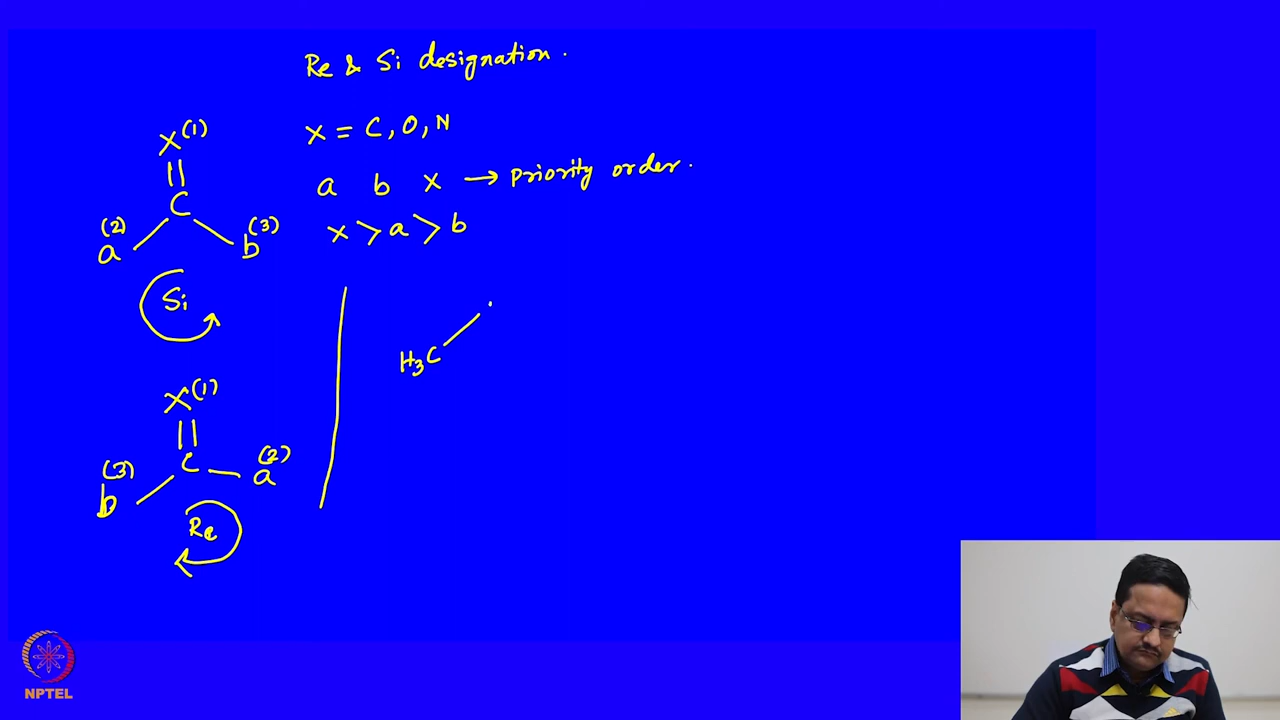 Re & Si designation.
X = C, O, N
a b x → Priority order.
x > a > b
X(1)
||
C
(2) (3)
a b
Si
X(1)
||
C
(3) (2)
b a
Re
H3C
NPTEL